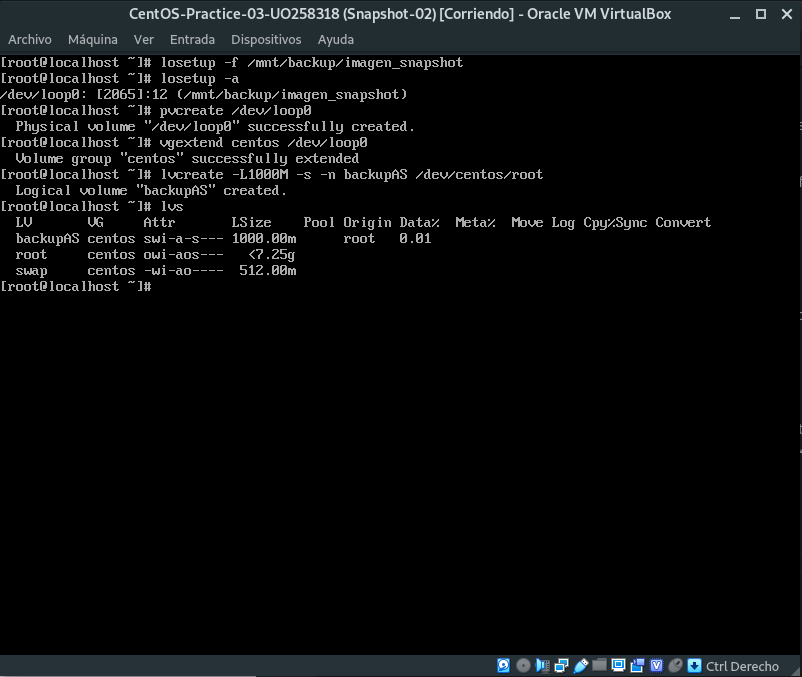 CentOS-Practice-03-UO258318 (Snapshot-02) [Corriendo] - Oracle VM VirtualBox
Archivo Máquina Ver Entrada Dispositivos Ayuda
[root@localhost ~]# losetup -f /mnt/backup/imagen_snapshot
[root@localhost ~]# losetup -a
/dev/loop0: [2065]:12 (/mnt/backup/imagen_snapshot)
[root@localhost ~]# pvcreate /dev/loop0
  Physical volume "/dev/loop0" successfully created.
[root@localhost ~]# vgextend centos /dev/loop0
  Volume group "centos" successfully extended
[root@localhost ~]# lvcreate -L1000M -s -n backupAS /dev/centos/root
  Logical volume "backupAS" created.
[root@localhost ~]# lvs
  LV       VG     Attr       LSize    Pool Origin Data%  Meta%  Move Log Cpy%Sync Convert
  backupAS centos swi-a-s--- 1000.00m      root   0.01
  root     centos owi-aos---   <7.25g
  swap     centos -wi-ao----  512.00m
[root@localhost ~]#
Ctrl Derecho